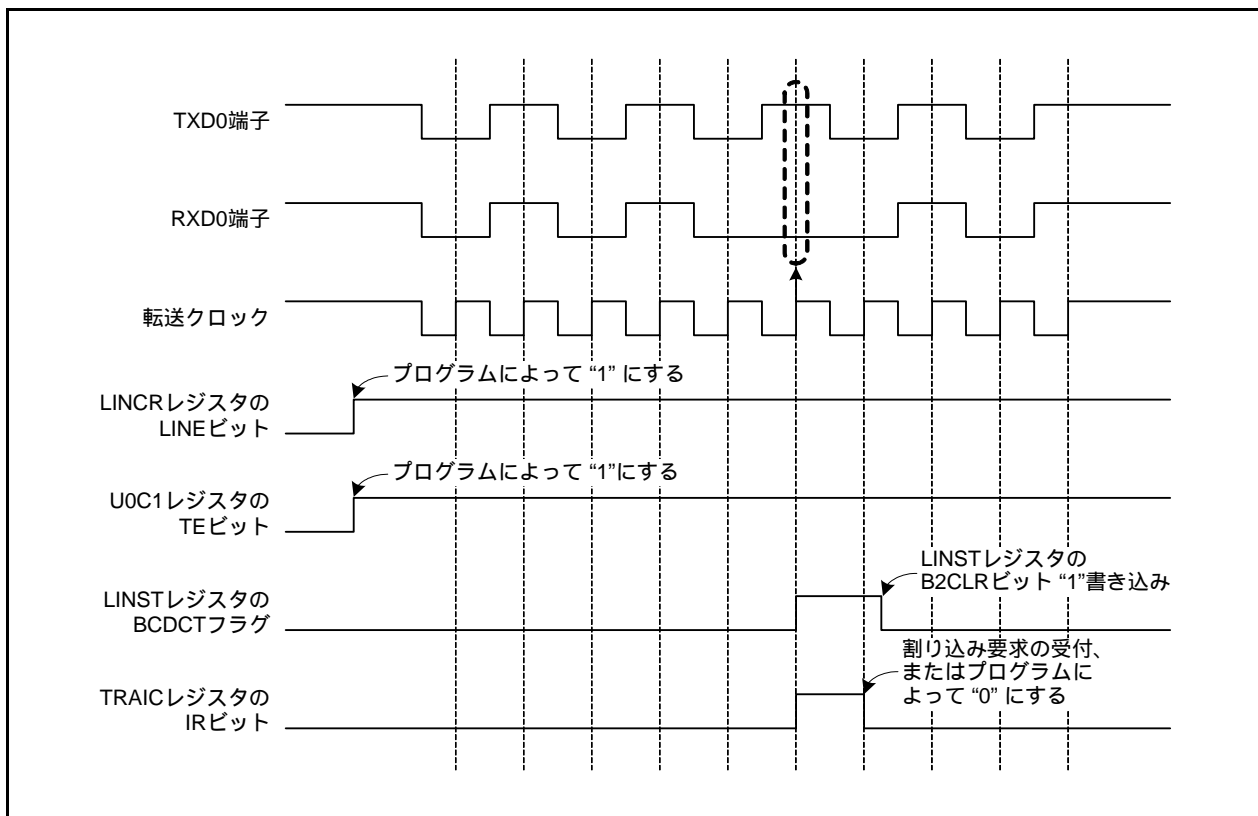 TXD0端子
RXD0端子
転送クロック
プログラムによって “1” にする
LINCRレジスタの
LINEビット
プログラムによって “1”にする
U0C1レジスタの
TEビット
LINSTレジスタの
B2CLRビット “1”書き込み
LINSTレジスタの
BCDCTフラグ
割り込み要求の受付、
またはプログラムに
よって “0” にする
TRAICレジスタの
IRビット